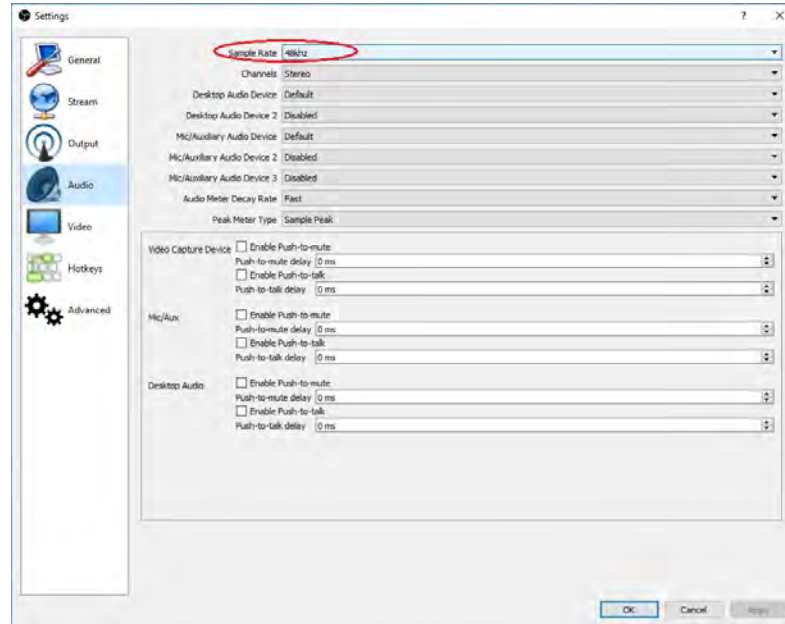 Settings
General
Stream
Output
Audio
Video
Hotkeys
Advanced
Sample Rate 48khz
Channels Stereo
Desktop Audio Device Default
Desktop Audio Device 2 Disabled
Mic/Auxiliary Audio Device Default
Mic/Auxiliary Audio Device 2 Disabled
Mic/Auxiliary Audio Device 3 Disabled
Audio Meter Decay Rate Fast
Peak Meter Type Sample Peak
Video Capture Device Enable Push-to-mute
Push-to-mute delay 0 ms
Enable Push-to-talk
Push-to-talk delay 0 ms
Mic/Aux Enable Push-to-mute
Push-to-mute delay 0 ms
Enable Push-to-talk
Push-to-talk delay 0 ms
Desktop Audio Enable Push-to-mute
Push-to-mute delay 0 ms
Enable Push-to-talk
Push-to-talk delay 0 ms
OK Cancel Apply